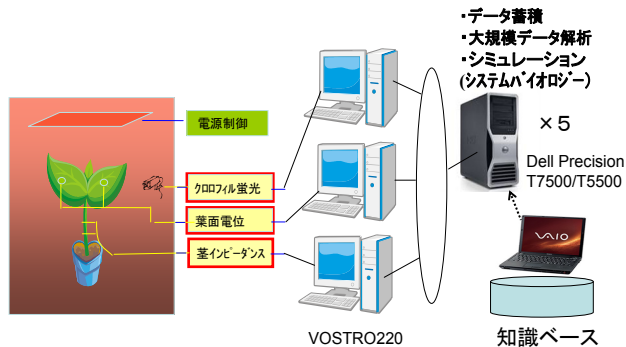 ・データ蓄積
・大規模データ解析
・シミュレーション
(システムバイオロジー)
電源制御
×5
Dell Precision
T7500/T5500
クロロフィル蛍光
葉面電位
茎インピーダンス
VAIO
VOSTRO220
知識ベース